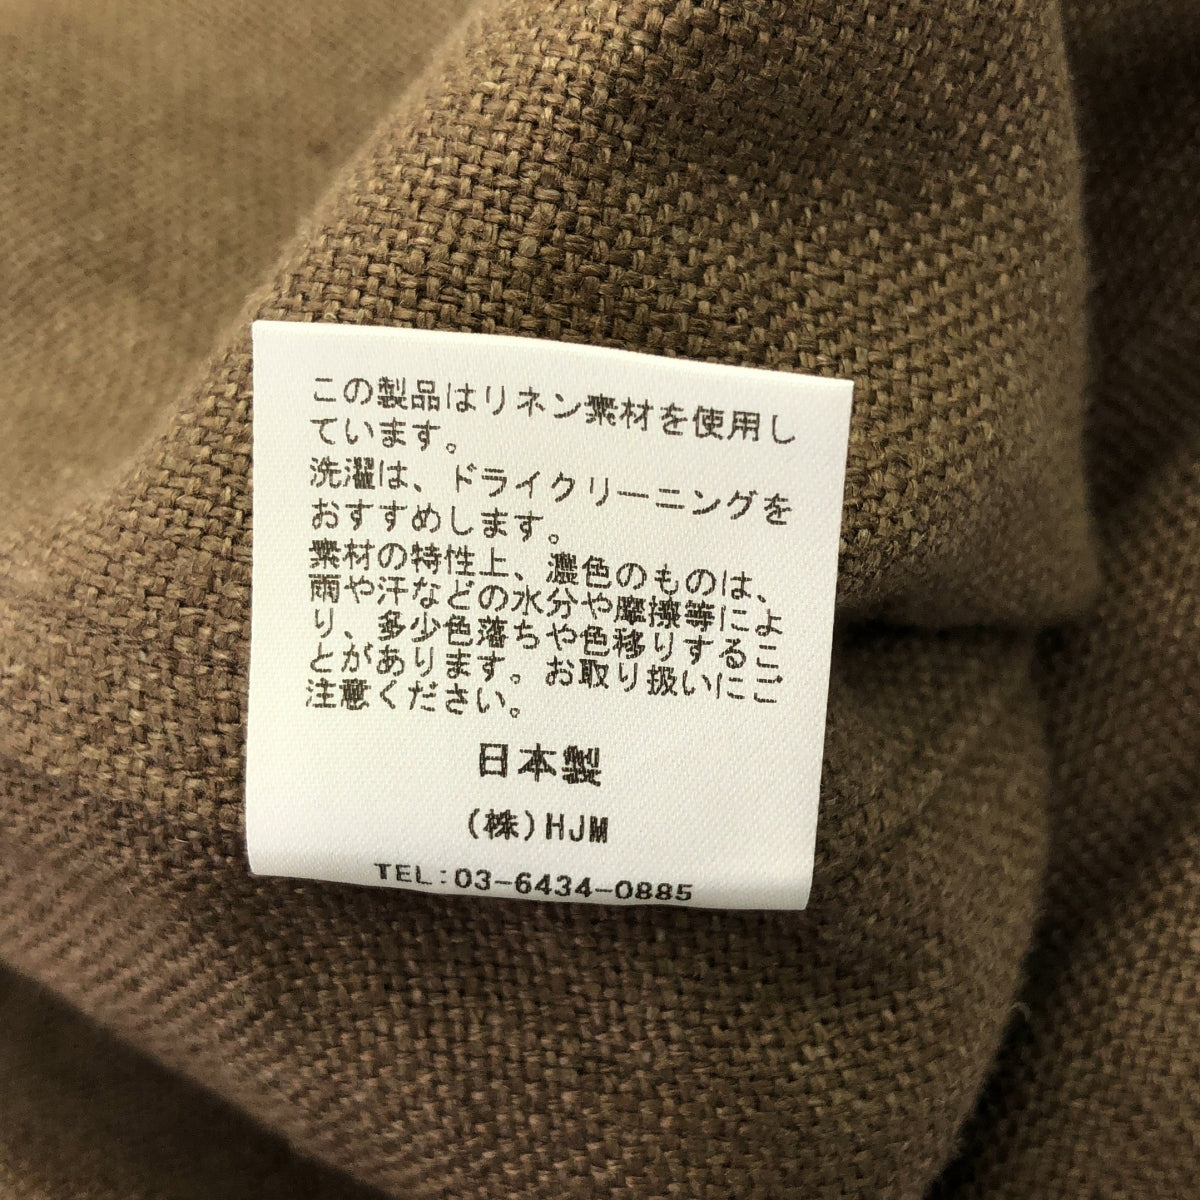 この製品はリネン素材を使用し
ています。
洗濯は、ドライクリーニングを
おすすめします。
素材の特性上、濃色のものは、
雨や汗などの水分や摩擦等によ
り、多少色落ちや色移りするこ
とがあります。お取り扱いにご
注意ください。
日本製
(株)HJM
TEL:03-6434-0885